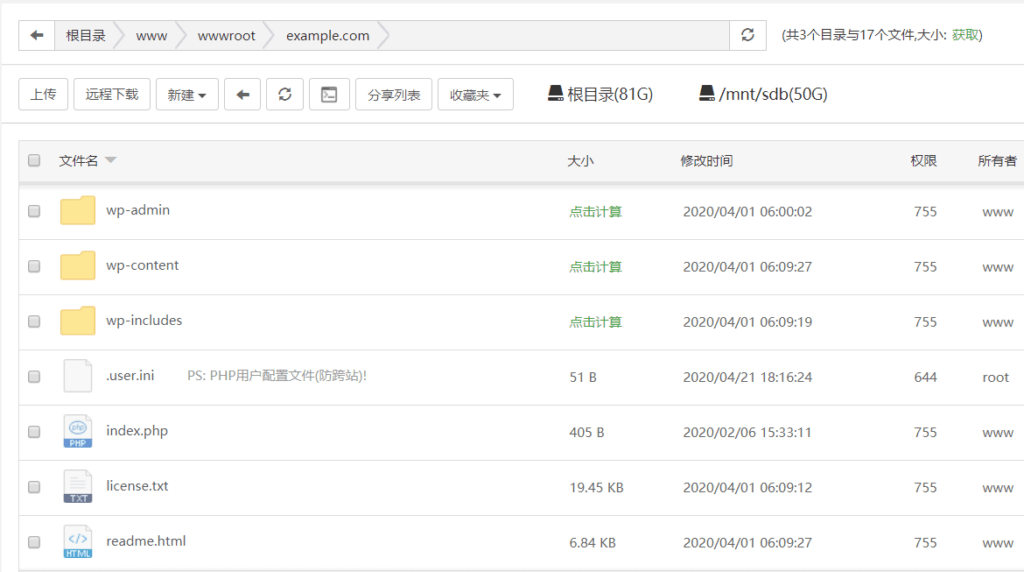 根目录 www wwwroot example.com (共3个目录与17个文件,大小: 获取)
上传 远程下载 新建 分享列表 收藏夹 根目录(81G) /mnt/sdb(50G)
文件名 大小 修改时间 权限 所有者
wp-admin 点击计算 2020/04/01 06:00:02 755 www
wp-content 点击计算 2020/04/01 06:09:27 755 www
wp-includes 点击计算 2020/04/01 06:09:19 755 www
.user.ini PS: PHP用户配置文件(防跨站)! 51 B 2020/04/21 18:16:24 644 root
php
PHP
index.php 405 B 2020/02/06 15:33:11 755 www
TXT
license.txt 19.45 KB 2020/04/01 06:09:12 755 www
</>
HTML
readme.html 6.84 KB 2020/04/01 06:09:27 755 www